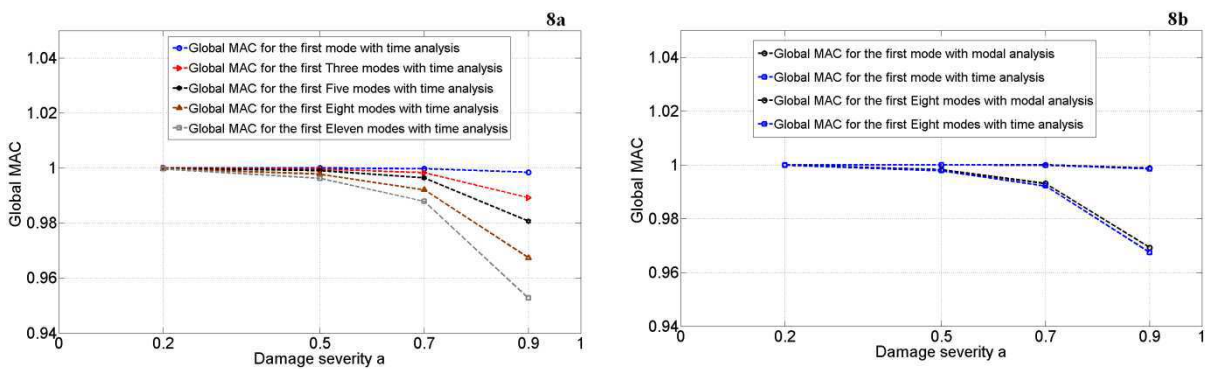 8a
Global MAC for the first mode with time analysis
Global MAC for the first Three modes with time analysis
Global MAC for the first Five modes with time analysis
Global MAC for the first Eight modes with time analysis
Global MAC for the first Eleven modes with time analysis
1.04
1.02
1
0.98
0.96
0.94
Global MAC
0
0.2
0.5
0.7
0.9
1
Damage severity a
8b
Global MAC for the first mode with modal analysis
Global MAC for the first mode with time analysis
Global MAC for the first Eight modes with modal analysis
Global MAC for the first Eight modes with time analysis
1.04
1.02
1
0.98
0.96
0.94
Global MAC
0
0.2
0.5
0.7
0.9
1
Damage severity a